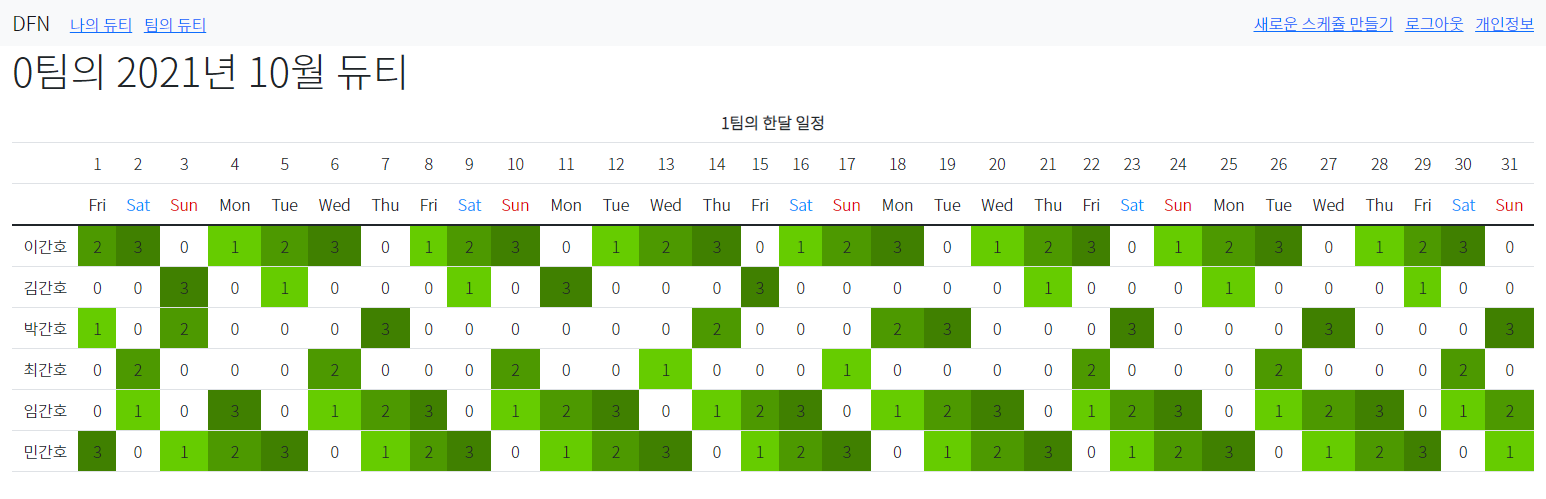 DFN 나의 듀티 팀의 듀티 새로운 스케쥴 만들기 로그아웃 개인정보
0팀의 2021년 10월 듀티
1팀의 한달 일정
1 2 3 4 5 6 7 8 9 10 11 12 13 14 15 16 17 18 19 20 21 22 23 24 25 26 27 28 29 30 31
Fri Sat Sun Mon Tue Wed Thu Fri Sat Sun Mon Tue Wed Thu Fri Sat Sun Mon Tue Wed Thu Fri Sat Sun Mon Tue Wed Thu Fri Sat Sun
이간호 2 3 0 1 2 3 0 1 2 3 0 1 2 3 0 1 2 3 0 1 2 3 0 1 2 3 0 1 2 3 0
김간호 0 0 3 0 1 0 0 0 1 0 3 0 0 0 3 0 0 0 0 0 1 0 0 0 1 0 0 0 1 0 0
박간호 1 0 2 0 0 0 3 0 0 0 0 0 0 2 0 0 0 2 3 0 0 0 3 0 0 0 3 0 0 0 3
최간호 0 2 0 0 0 2 0 0 0 2 0 0 1 0 0 0 1 0 0 0 0 2 0 0 0 2 0 0 0 2 0
임간호 0 1 0 3 0 1 2 3 0 1 2 3 0 1 2 3 0 1 2 3 0 1 2 3 0 1 2 3 0 1 2
민간호 3 0 1 2 3 0 1 2 3 0 1 2 3 0 1 2 3 0 1 2 3 0 1 2 3 0 1 2 3 0 1